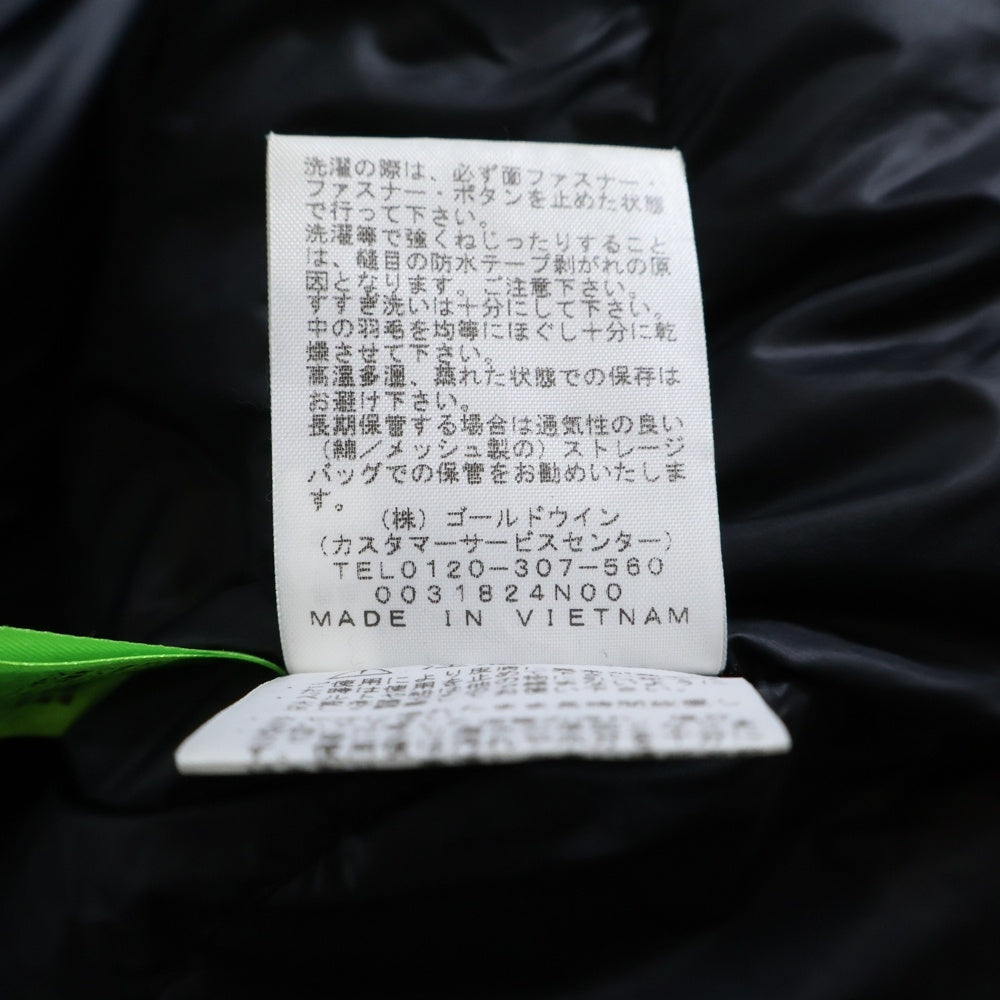 洗濯の際は、必ず面ファスナー・
ファスナー・ボタンを止めた状態
で行って下さい。
洗濯等で強くねじったりすること
は、縫目の防水テープ剥がれの原
因となります。ご注意下さい。
すすぎ洗いは十分にして下さい。
中の羽毛を均等にほぐし十分に乾
燥させて下さい。
高温多湿、蒸れた状態での保存は
お避け下さい。
長期保管する場合は通気性の良い
（綿／メッシュ製の）ストレージ
バッグでの保管をお勧めいたしま
す。
（株）ゴールドウイン
（カスタマーサービスセンター）
TEL0120-307-560
0031824N00
MADE IN VIETNAM